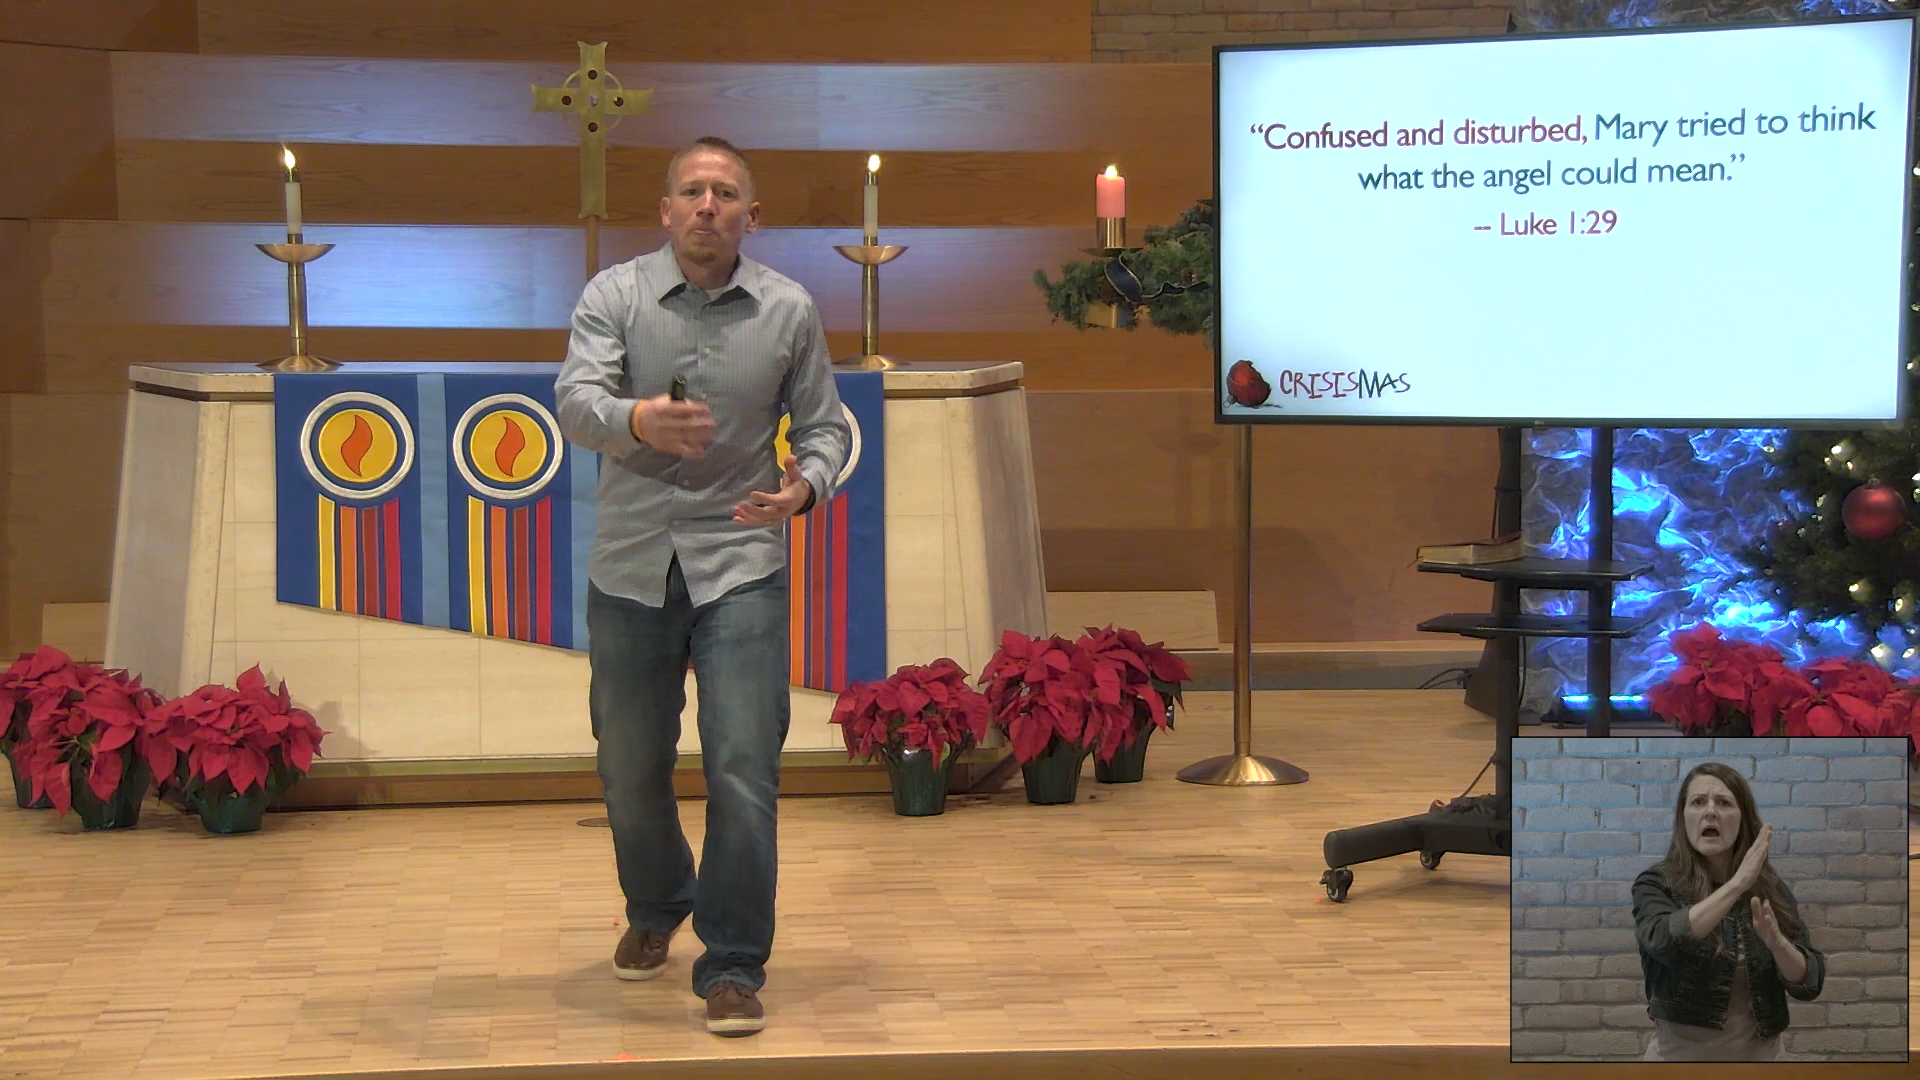 “Confused and disturbed, Mary tried to think
what the angel could mean.”
-- Luke 1:29
CRISISMAS